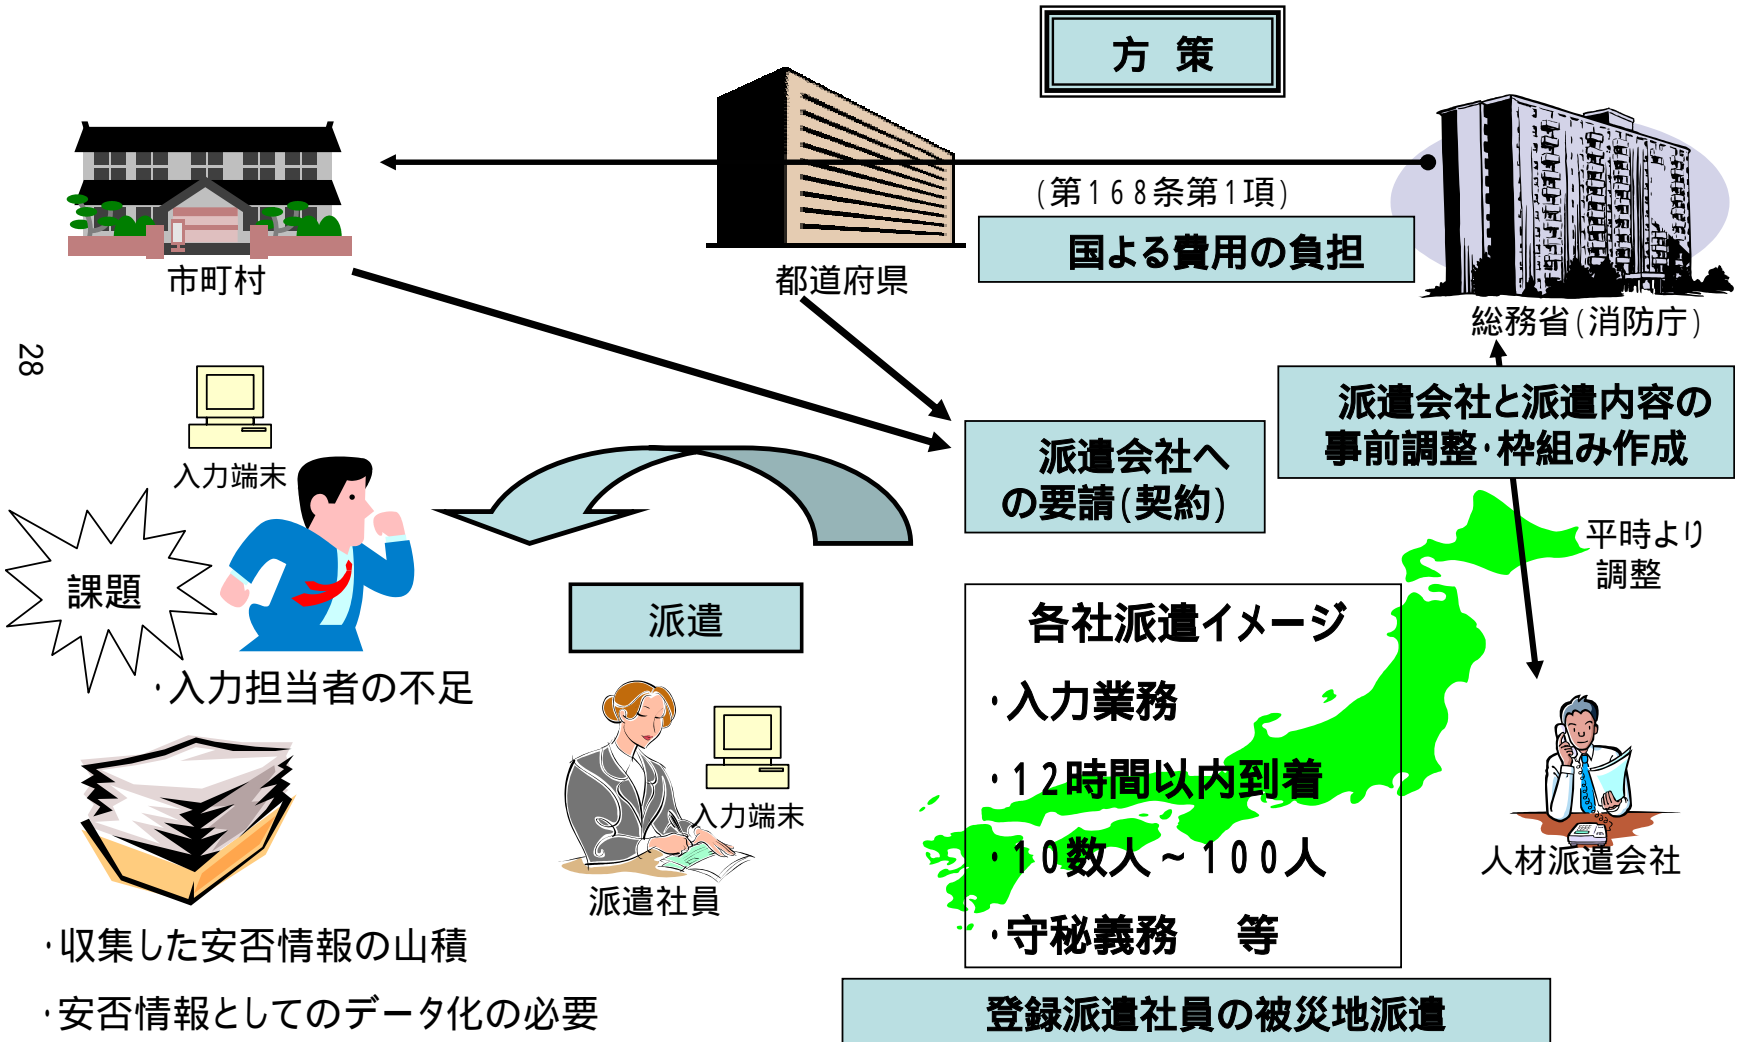 方 策
(第168条第1項)
国よる費用の負担
市町村
都道府県
総務省(消防庁)
28
入力端末
派遣会社へ
の要請(契約)
派遣会社と派遣内容の
事前調整･枠組み作成
平時より
調整
課題
･入力担当者の不足
派遣
入力端末
派遣社員
各社派遣イメージ
･入力業務
･12時間以内到着
･10数人~100人
･守秘義務 等
人材派遣会社
･収集した安否情報の山積
･安否情報としてのデータ化の必要
登録派遣社員の被災地派遣